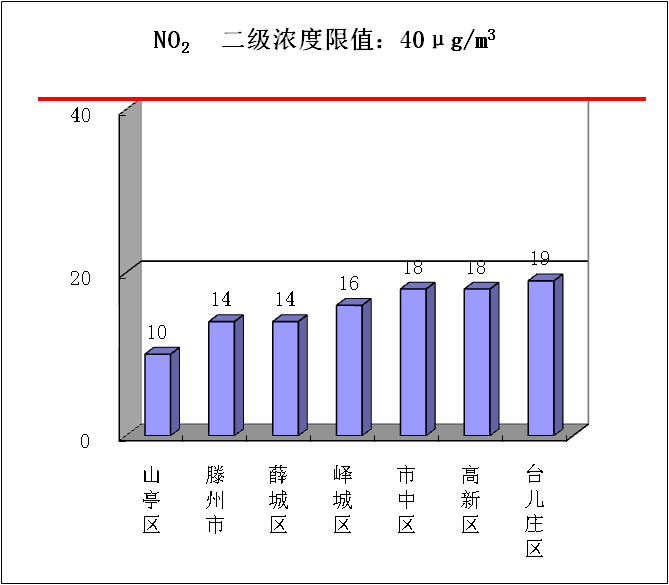 NO₂ 二级浓度限值：40μg/m³
40
20
0
10
14
14
16
18
18
19
山亭区
滕州市
薛城区
峄城区
市中区
高新区
台儿庄区